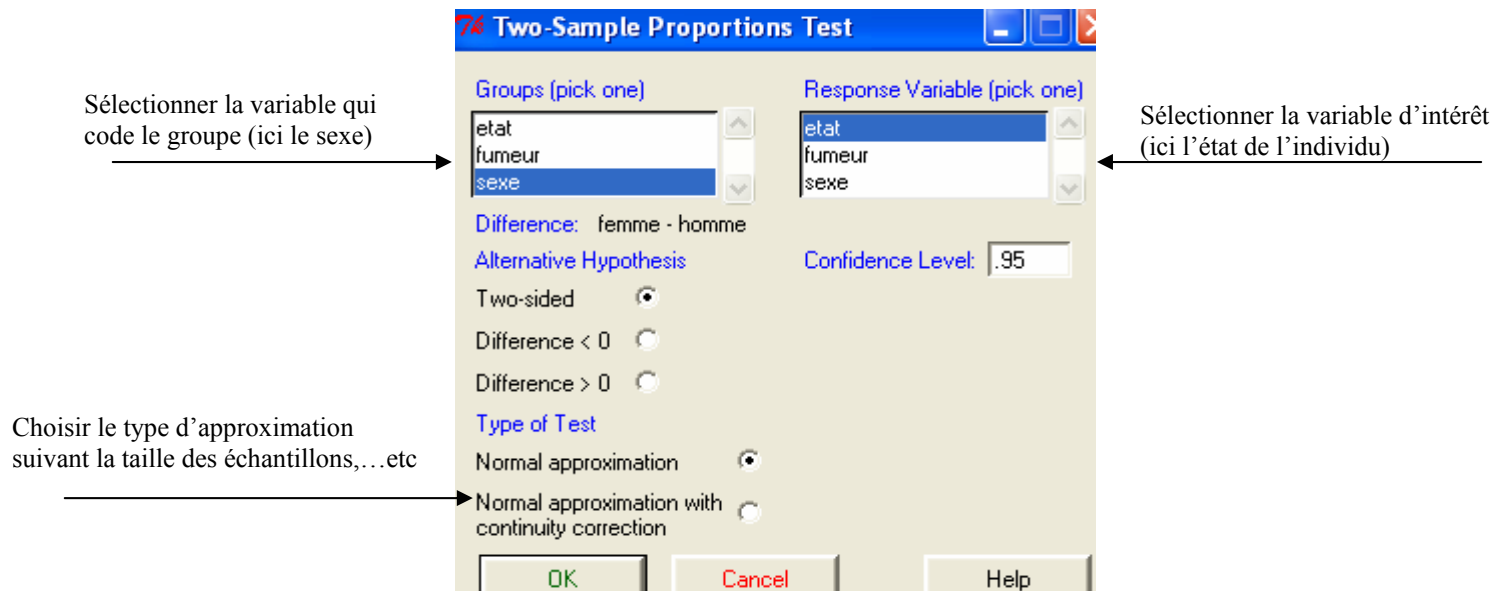 Two-Sample Proportions Test
Groups (pick one)
Response Variable (pick one)
Sélectionner la variable qui
code le groupe (ici le sexe)
etat
fumeur
sexe
etat
fumeur
sexe
Sélectionner la variable d'intérêt
(ici l'état de l'individu)
Difference: femme - homme
Alternative Hypothesis
Confidence Level: .95
Two-sided
Difference < 0
Difference > 0
Choisir le type d'approximation
suivant la taille des échantillons,…etc
Type of Test
Normal approximation
Normal approximation with
continuity correction
OK
Cancel
Help